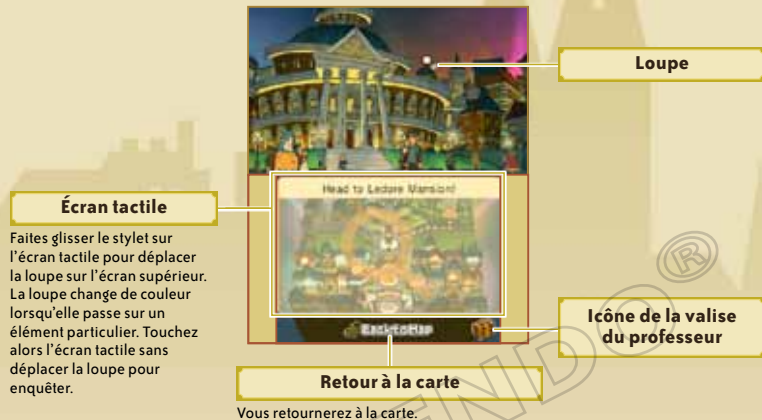 Loupe
Head to Ledore Mansion!
Écran tactile
Faites glisser le stylet sur
l'écran tactile pour déplacer
la loupe sur l'écran supérieur.
La loupe change de couleur
lorsqu'elle passe sur un
élément particulier. Touchez
alors l'écran tactile sans
déplacer la loupe pour
enquêter.
Icône de la valise
du professeur
Back to Map
Retour à la carte
Vous retournerez à la carte.
NDO®